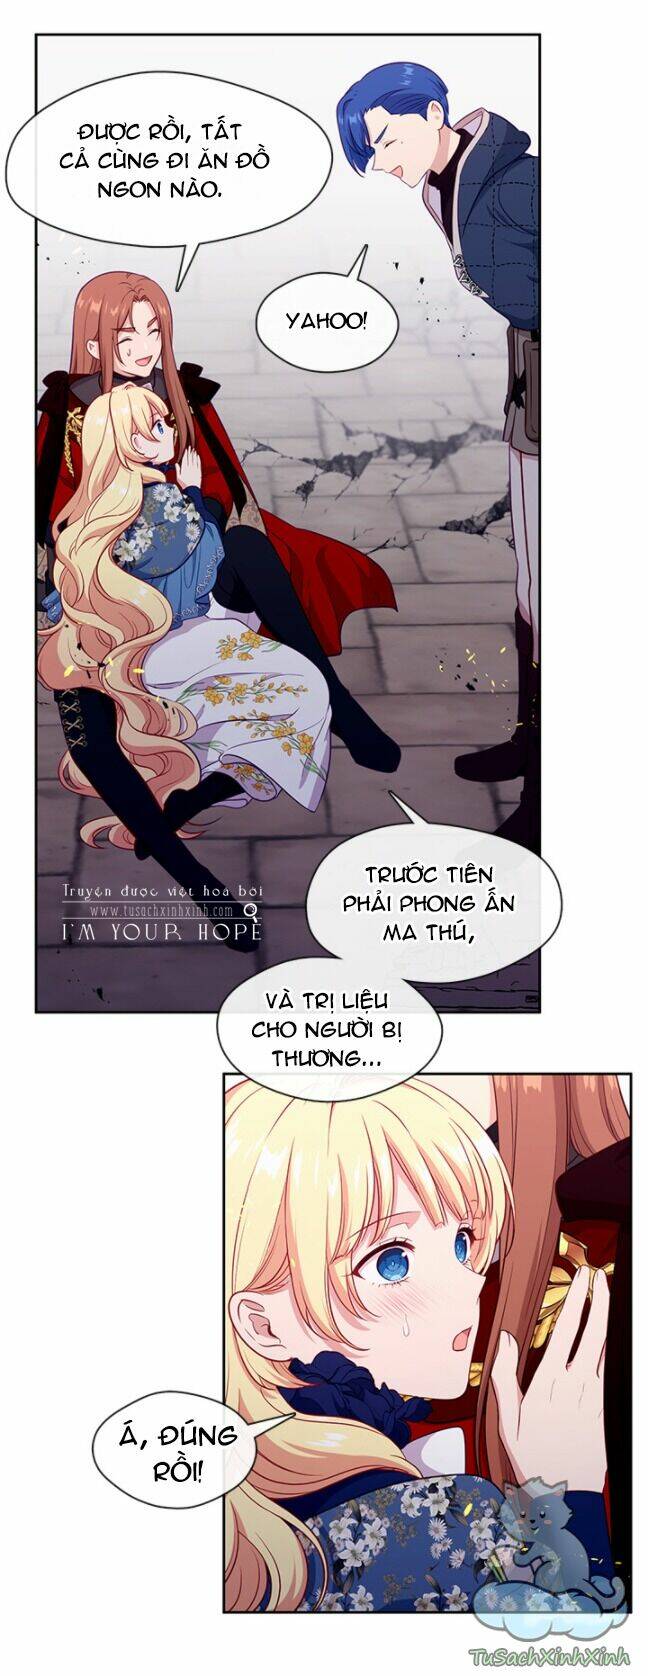 ĐƯỢC RỒI, TẤT
CẢ CÙNG ĐI ĂN ĐỒ
NGON NÀO.
YAHOO!
Truyện được việt hoá bởi
www.tusachxinhxinh.com
I'M YOUR HOPE
TRƯỚC TIÊN
PHẢI PHONG ẤN
MA THÚ,
VÀ TRỊ LIỆU
CHO NGƯỜI BỊ
THƯƠNG...
Á, ĐÚNG
RỒI!
TuSachXinhXinh